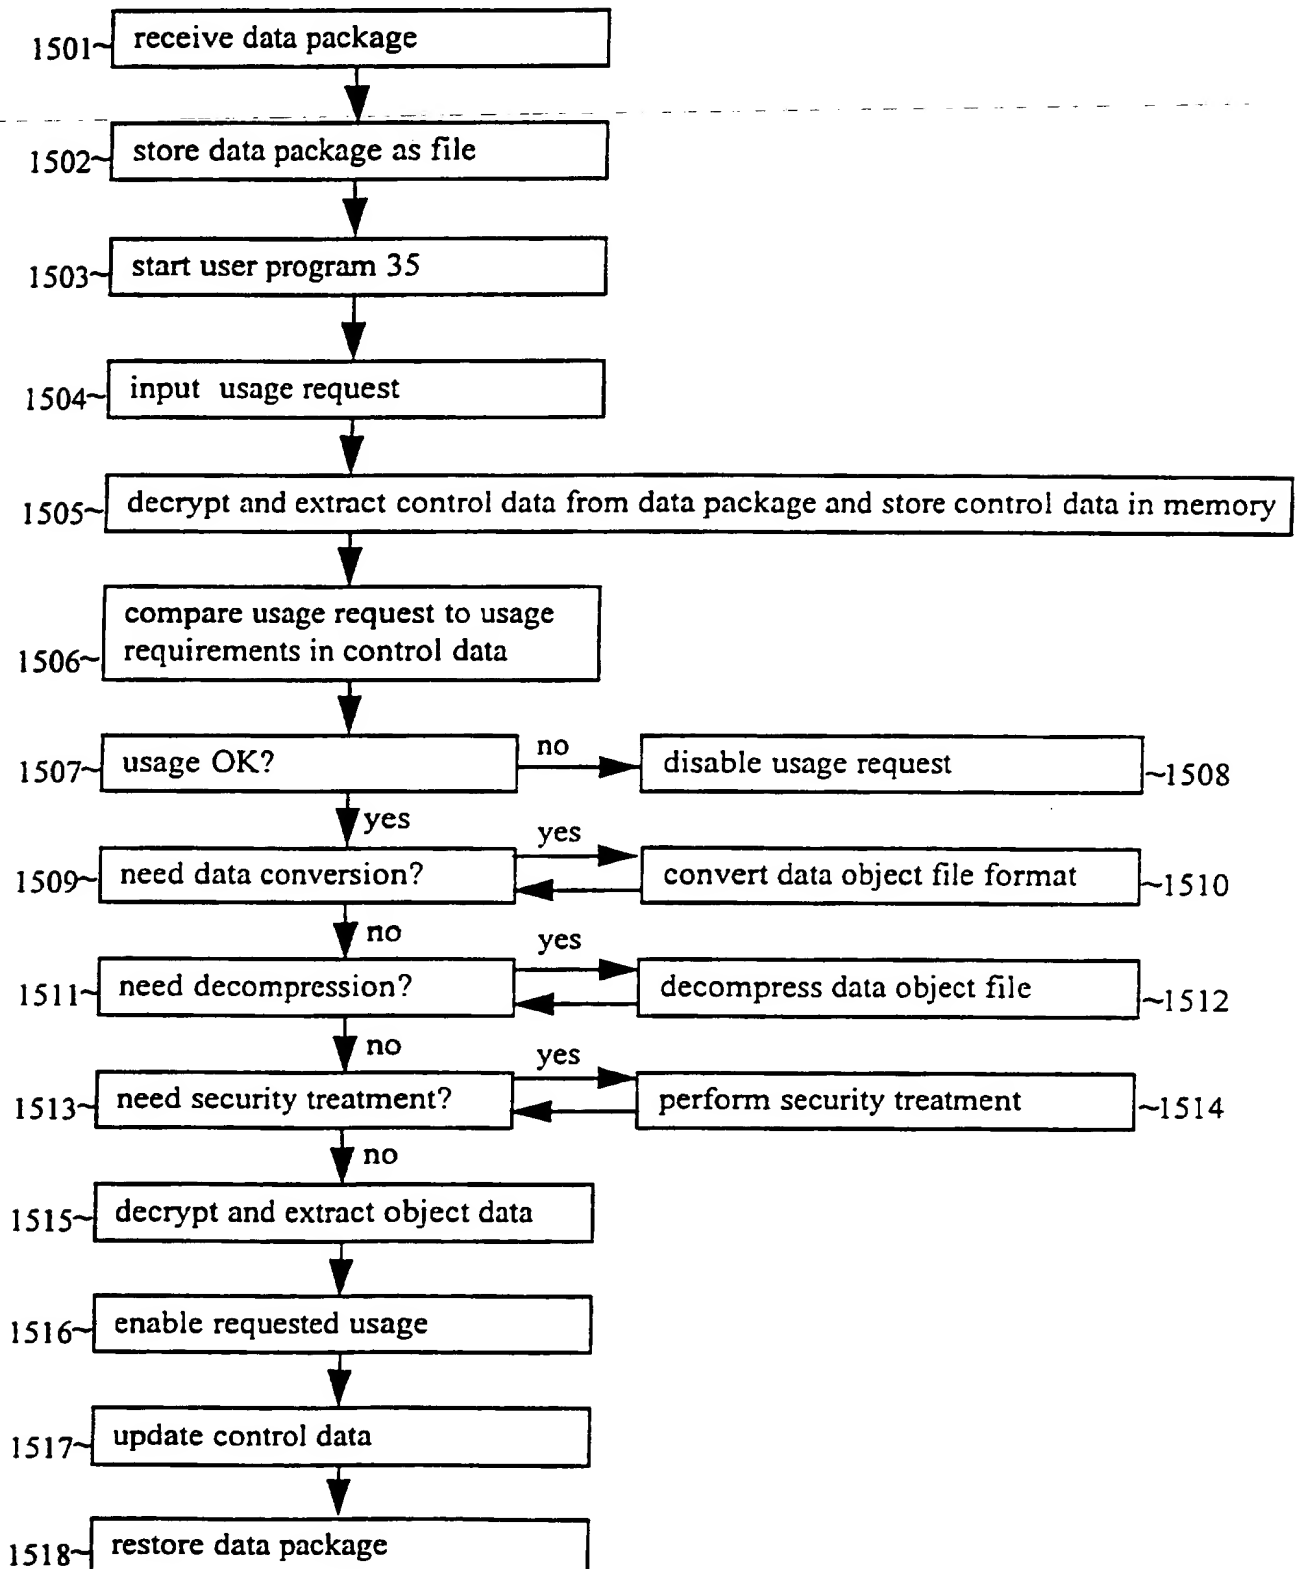 1501~ receive data package
1502~ store data package as file
1503~ start user program 35
1504~ input usage request
1505~ decrypt and extract control data from data package and store control data in memory
compare usage request to usage
1506~ requirements in control data
1507~ usage OK? no disable usage request ~1508
yes
1509~ need data conversion? yes convert data object file format ~1510
no
1511~ need decompression? yes decompress data object file ~1512
no
1513~ need security treatment? yes perform security treatment ~1514
no
1515~ decrypt and extract object data
1516~ enable requested usage
1517~ update control data
1518~ restore data package